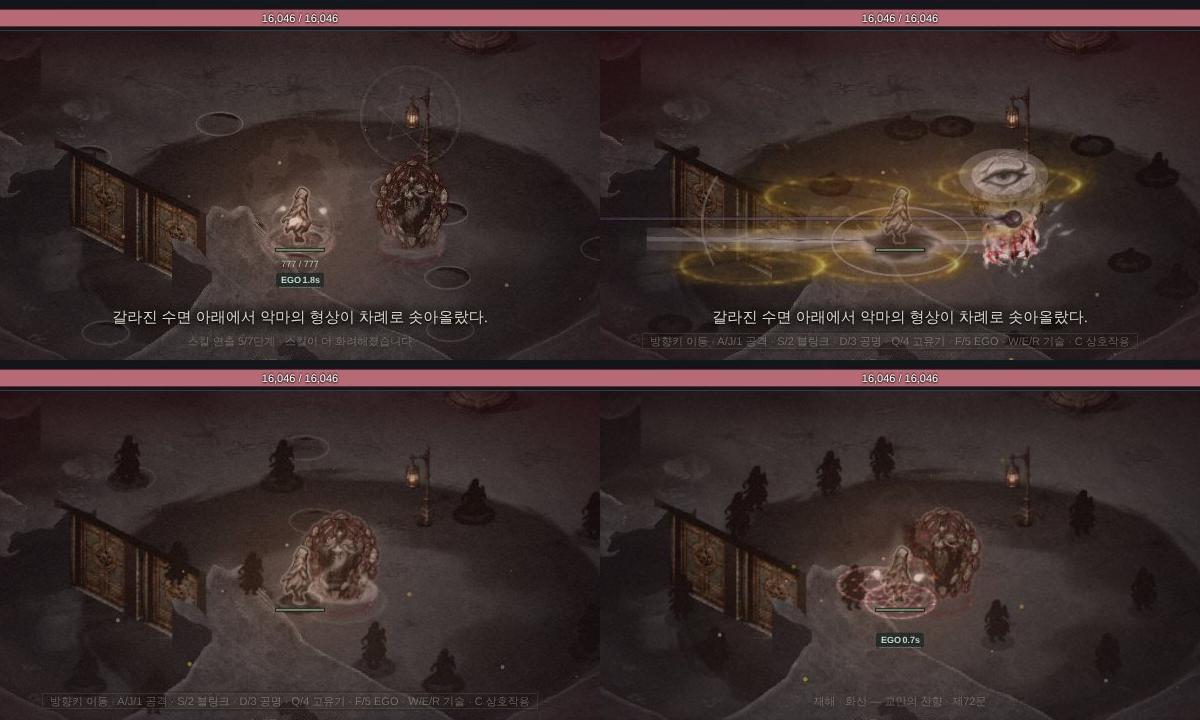 16,046 / 16,046
777 / 777
EGO 1.8s
갈라진 수면 아래에서 악마의 형상이 차례로 솟아올랐다.
스킬 연출 5/7단계 · 스킬이 더 화려해졌습니다
16,046 / 16,046
갈라진 수면 아래에서 악마의 형상이 차례로 솟아올랐다.
방향키 이동 · A/J/1 공격 · S/2 블링크 · D/3 공명 · Q/4 고유기 · F/5 EGO · W/E/R 기술 · C 상호작용
16,046 / 16,046
방향키 이동 · A/J/1 공격 · S/2 블링크 · D/3 공명 · Q/4 고유기 · F/5 EGO · W/E/R 기술 · C 상호작용
16,046 / 16,046
EGO 0.7s
재해 · 화신 — 교만의 잔향 · 제72문